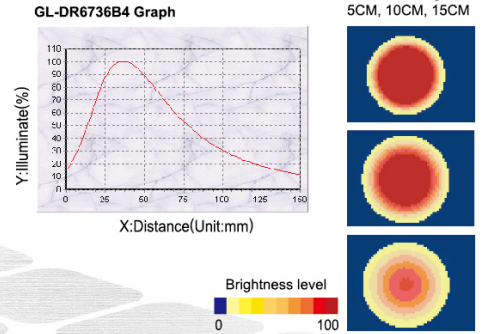 GL-DR6736B4 Graph
5CM, 10CM, 15CM
Y:Illuminate(%)
110
100
90
80
70
60
50
40
30
20
10
0
0 25 50 75 100 125 150
X:Distance(Unit:mm)
Brightness level
0 100